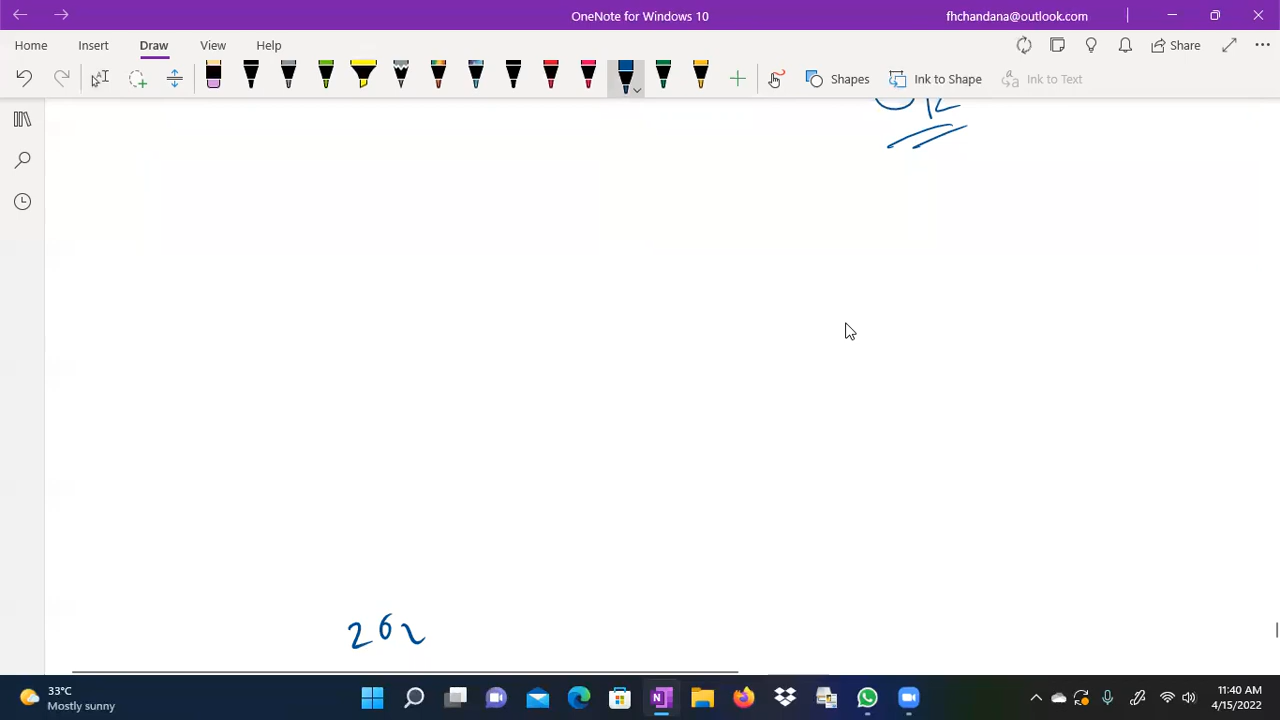 OneNote for Windows 10
fhchandana@outlook.com
Home Insert Draw View Help
Share
Shapes Ink to Shape Ink to Text
33°C
Mostly sunny
11:40 AM
4/15/2022